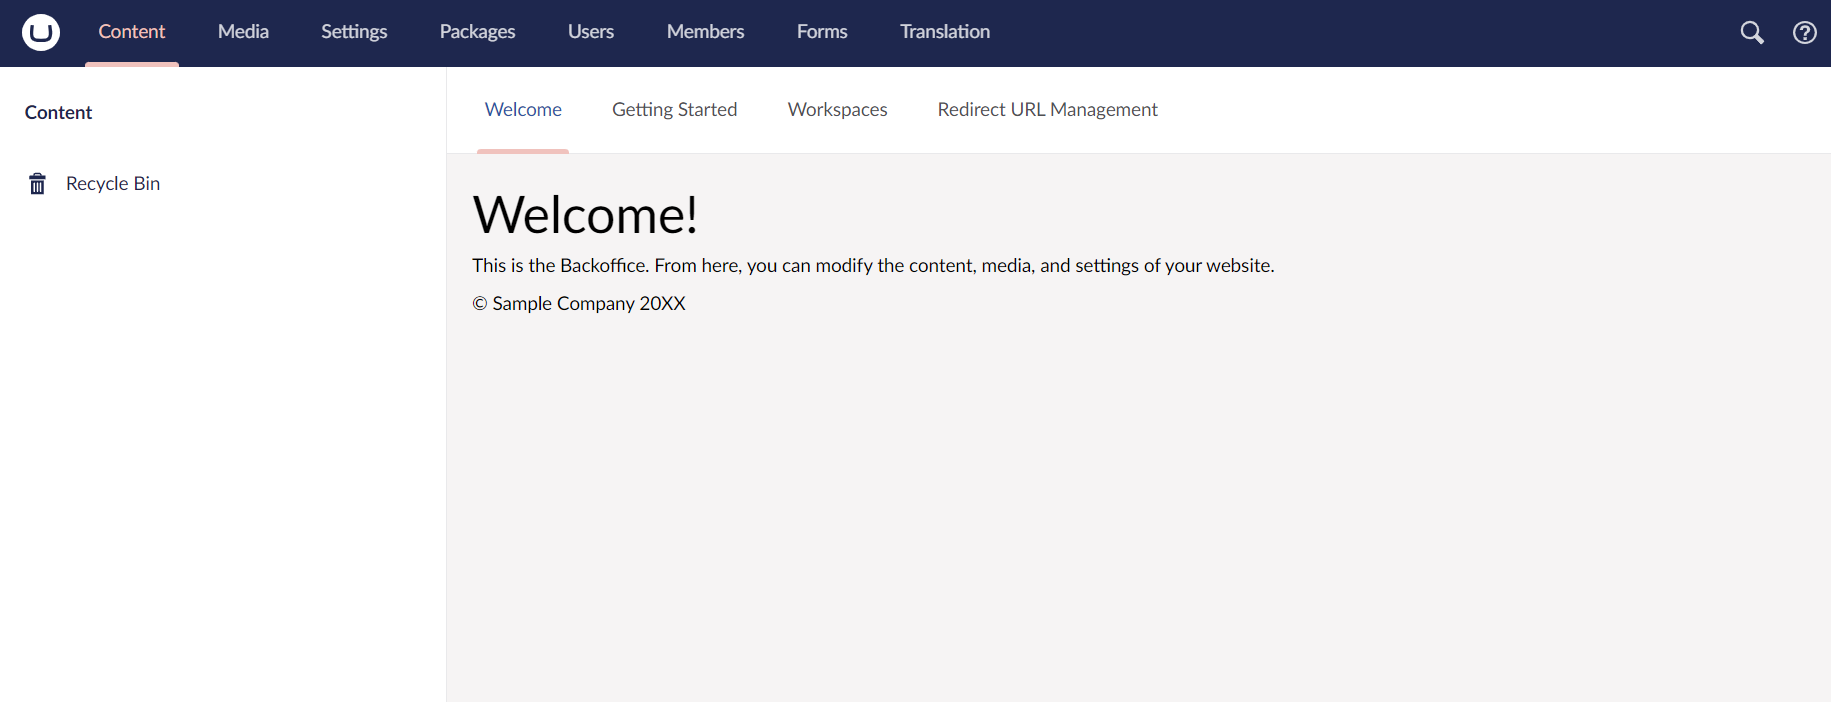 Content Media Settings Packages Users Members Forms Translation
Content
Recycle Bin
Welcome Getting Started Workspaces Redirect URL Management
Welcome!
This is the Backoffice. From here, you can modify the content, media, and settings of your website.
© Sample Company 20XX